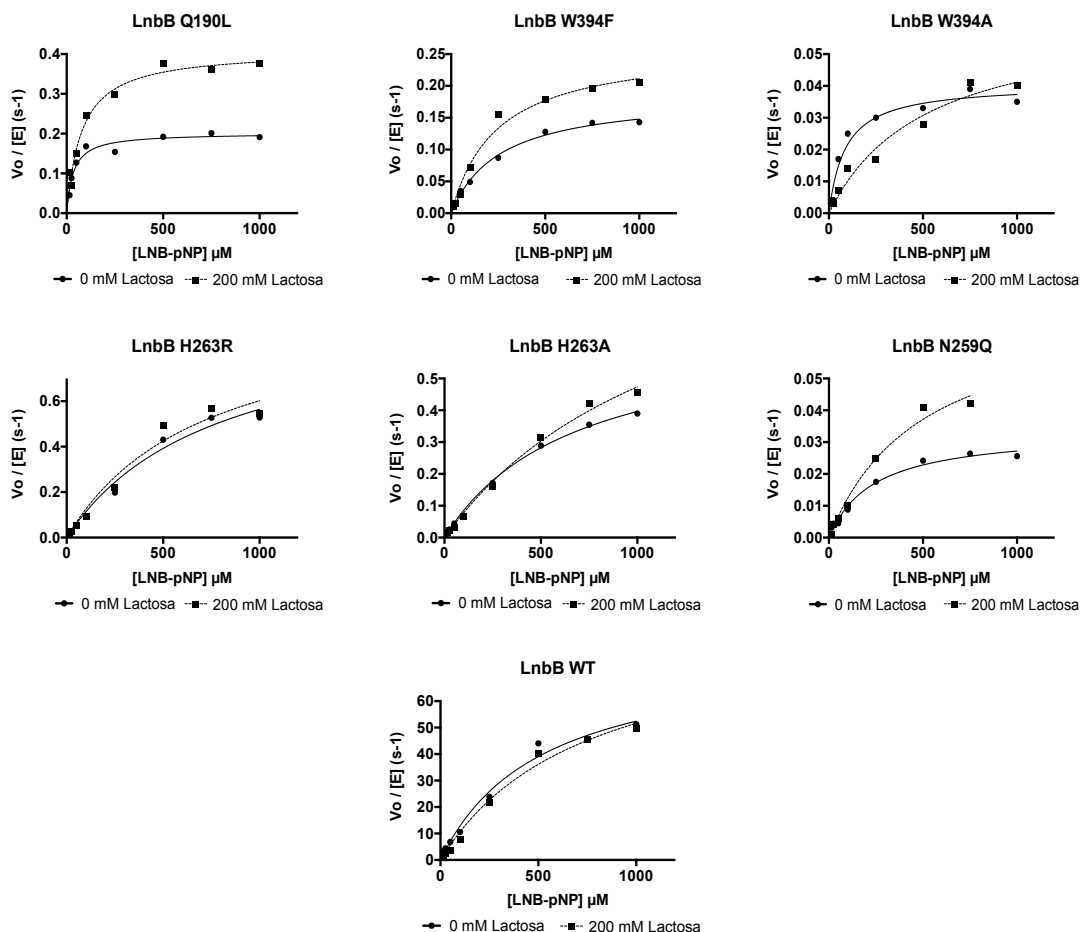 LnbB Q190L
Vo / [E] (s-1)
0.4
0.3
0.2
0.1
0.0
0
500
1000
[LNB-pNP] µM
0 mM Lactosa
200 mM Lactosa
LnbB W394F
Vo / [E] (s-1)
0.25
0.20
0.15
0.10
0.05
0.00
0
500
1000
[LNB-pNP] µM
0 mM Lactosa
200 mM Lactosa
LnbB W394A
Vo / [E] (s-1)
0.05
0.04
0.03
0.02
0.01
0.00
0
500
1000
[LNB-pNP] µM
0 mM Lactosa
200 mM Lactosa
LnbB H263R
Vo / [E] (s-1)
0.6
0.4
0.2
0.0
0
500
1000
[LNB-pNP] µM
0 mM Lactosa
200 mM Lactosa
LnbB H263A
Vo / [E] (s-1)
0.5
0.4
0.3
0.2
0.1
0.0
0
500
1000
[LNB-pNP] µM
0 mM Lactosa
200 mM Lactosa
LnbB N259Q
Vo / [E] (s-1)
0.05
0.04
0.03
0.02
0.01
0.00
0
500
1000
[LNB-pNP] µM
0 mM Lactosa
200 mM Lactosa
LnbB WT
Vo / [E] (s-1)
60
50
40
30
20
10
0
0
500
1000
[LNB-pNP] µM
0 mM Lactosa
200 mM Lactosa